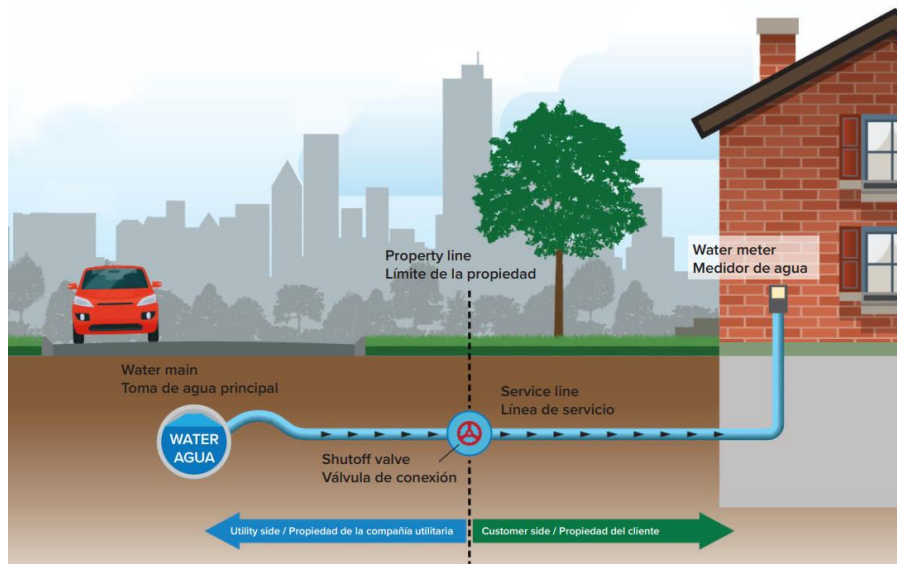 Property line
Límite de la propiedad
Water meter
Medidor de agua
Water main
Toma de agua principal
Service line
Línea de servicio
WATER
AGUA
Shutoff valve
Válvula de conexión
Utility side / Propiedad de la compañía utilitaria
Customer side / Propiedad del cliente